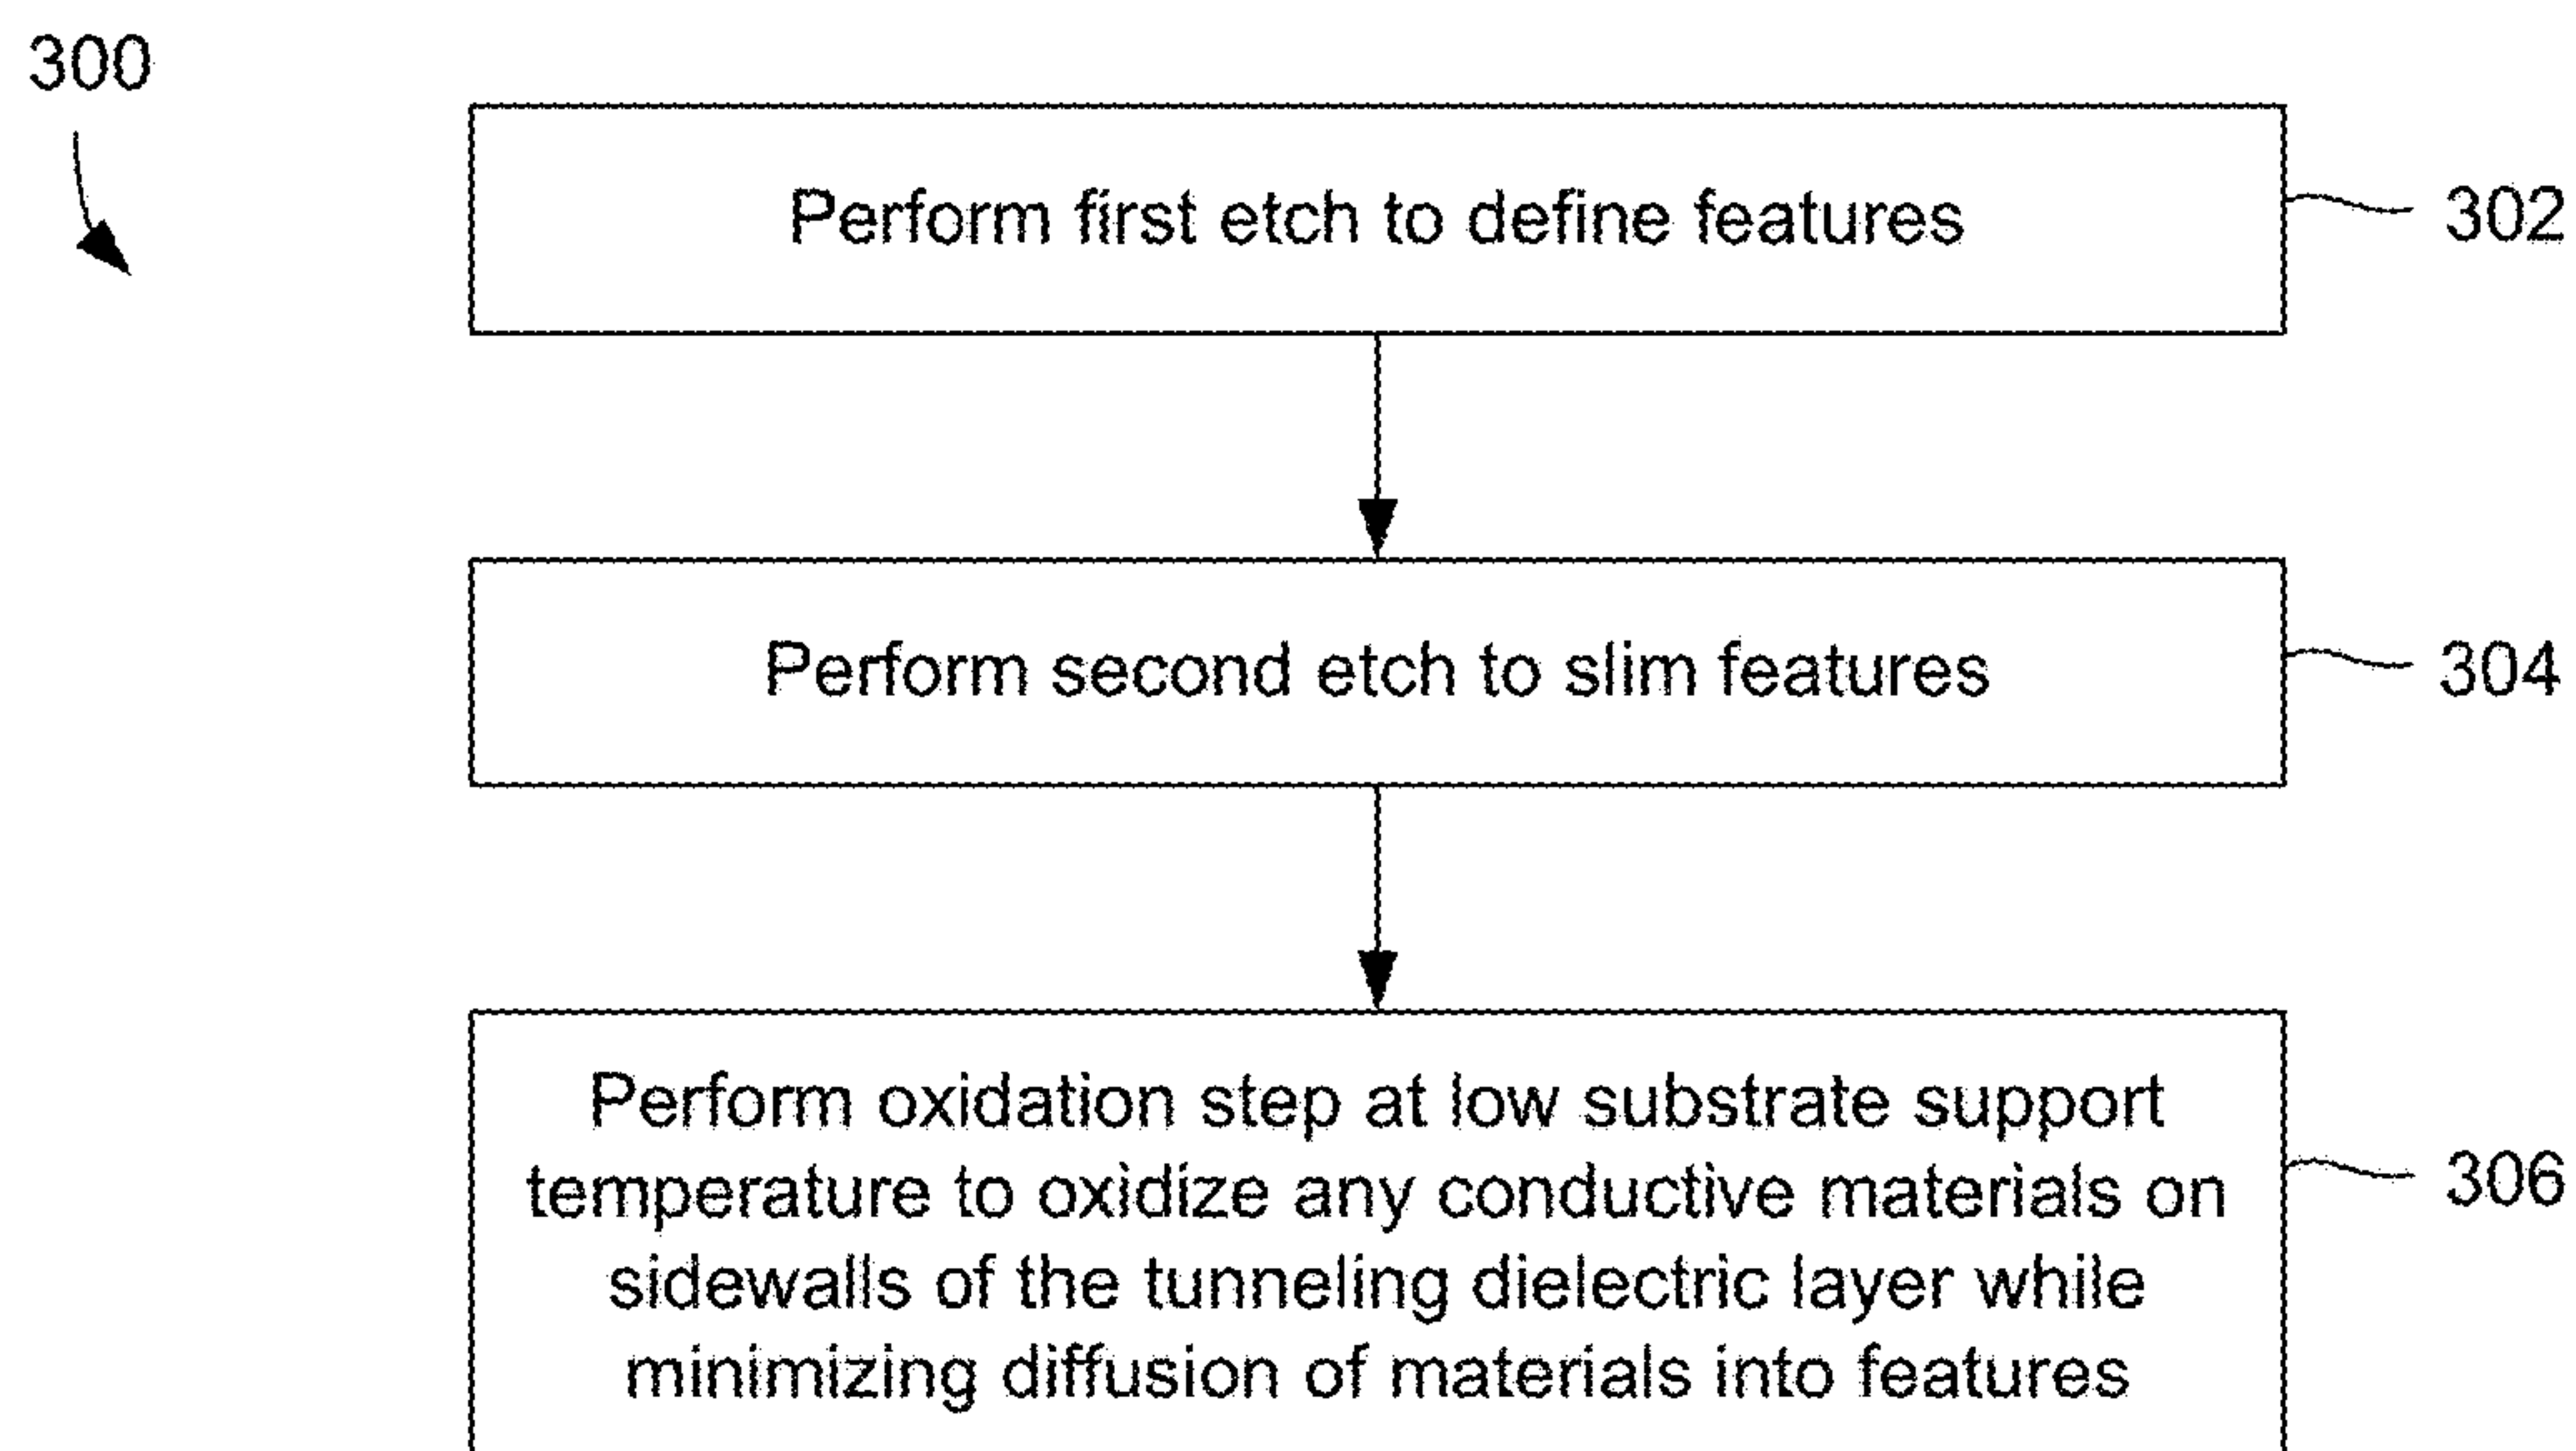 300
Perform first etch to define features
302
Perform second etch to slim features
304
Perform oxidation step at low substrate support
temperature to oxidize any conductive materials on
sidewalls of the tunneling dielectric layer while
minimizing diffusion of materials into features
306